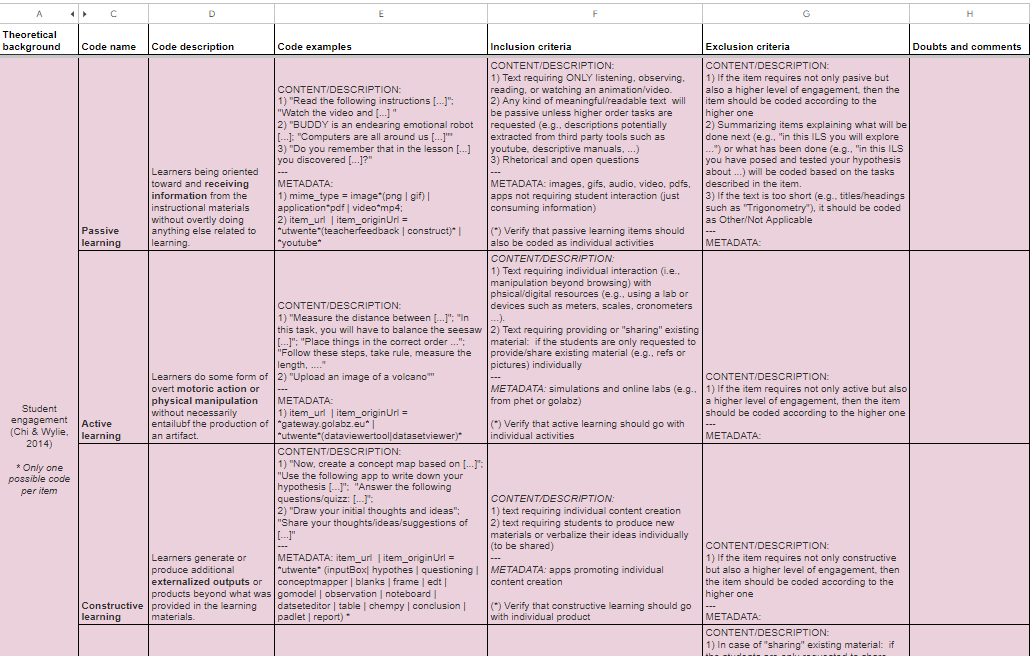 A
C
D
E
F
G
H
Theoretical
background
Code name
Code description
Code examples
Inclusion criteria
Exclusion criteria
Doubts and comments
Student
engagement
(Chi & Wylie,
2014)
* Only one
possible code
per item
Passive
learning
Learners being oriented
toward and receiving
information from the
instructional materials
without overtly doing
anything else related to
learning.
CONTENT/DESCRIPTION:
1) "Read the following instructions [...]";
"Watch the video and [...] "
2) "BUDDY is an endearing emotional robot
[...]; "Computers are all around us [...]""
3) "Do you remember that in the lesson [...]
you discovered [...]?"
---
METADATA:
1) mime_type = image*(png | gif) |
application*pdf | video*mp4;
2) item_url | item_originUrl =
*utwente*(teacherfeedback | construct)* |
*youtube*
CONTENT/DESCRIPTION:
1) Text requiring ONLY listening, observing,
reading, or watching an animation/video.
2) Any kind of meaningful/readable text will
be passive unless higher order tasks are
requested (e.g., descriptions potentially
extracted from third party tools such as
youtube, descriptive manuals, ...)
3) Rhetorical and open questions
---
METADATA: images, gifs, audio, video, pdfs,
apps not requiring student interaction (just
consuming information)
(*) Verify that passive learning items should
also be coded as individual activities
CONTENT/DESCRIPTION:
1) If the item requires not only pasive but
also a higher level of engagement, then the
item should be coded according to the
higher one
2) Summarizing items explaining what will be
done next (e.g., "in this ILS you will explore
...") or what has been done (e.g., "in this ILS
you have posed and tested your hypothesis
about ...) will be coded based on the tasks
described in the item.
3) If the text is too short (e.g., titles/headings
such as "Trigonometry"), it should be coded
as Other/Not Applicable
---
METADATA:
Active
learning
Learners do some form of
overt motoric action or
physical manipulation
without necessarily
entailubf the production of
an artifact.
CONTENT/DESCRIPTION:
1) "Measure the distance between [...]"; "In
this task, you will have to balance the seesaw
[...]"; "Place things in the correct order ...";
"Follow these steps, take rule, measure the
length, ...."
2) "Upload an image of a volcano""
---
METADATA:
1) item_url | item_originUrl =
*gateway.golabz.eu* |
*utwente*(dataviewertool|datasetviewer)*
CONTENT/DESCRIPTION:
1) Text requiring individual interaction (i.e.,
manipulation beyond browsing) with
phsical/digital resources (e.g., using a lab or
devices such as meters, scales, cronometers
...).
2) Text requiring providing or "sharing" existing
material: if the students are only requested to
provide/share existing material (e.g., refs or
pictures) individually
---
METADATA: simulations and online labs (e.g.,
from phet or golabz)
(*) Verify that active learning should go with
individual activities
CONTENT/DESCRIPTION:
1) If the item requires not only active but also
a higher level of engagement, then the item
should be coded according to the higher one
---
METADATA:
Constructive
learning
Learners generate or
produce additional
externalized outputs or
products beyond what was
provided in the learning
materials.
CONTENT/DESCRIPTION:
1) "Now, create a concept map based on [...]";
"Use the following app to write down your
hypothesis [...]"; "Answer the following
questions/quizz: [...]";
2) "Draw your initial thoughts and ideas";
"Share your thoughts/ideas/suggestions of
[...]"
---
METADATA: item_url | item_originUrl =
*utwente* (inputBox| hypothes | questioning |
conceptmapper | blanks | frame | edt |
gomodel | observation | noteboard |
datseteditor | table | chempy | conclusion |
padlet | report) *
CONTENT/DESCRIPTION:
1) text requiring individual content creation
2) text requiring students to produce new
materials or verbalize their ideas individually
(to be shared)
---
METADATA: apps promoting individual
content creation
(*) Verify that constructive learning should go
with individual product
CONTENT/DESCRIPTION:
1) If the item requires not only constructive
but also a higher level of engagement, then
the item should be coded according to the
higher one
---
METADATA:
CONTENT/DESCRIPTION:
1) In case of "sharing" existing material: if